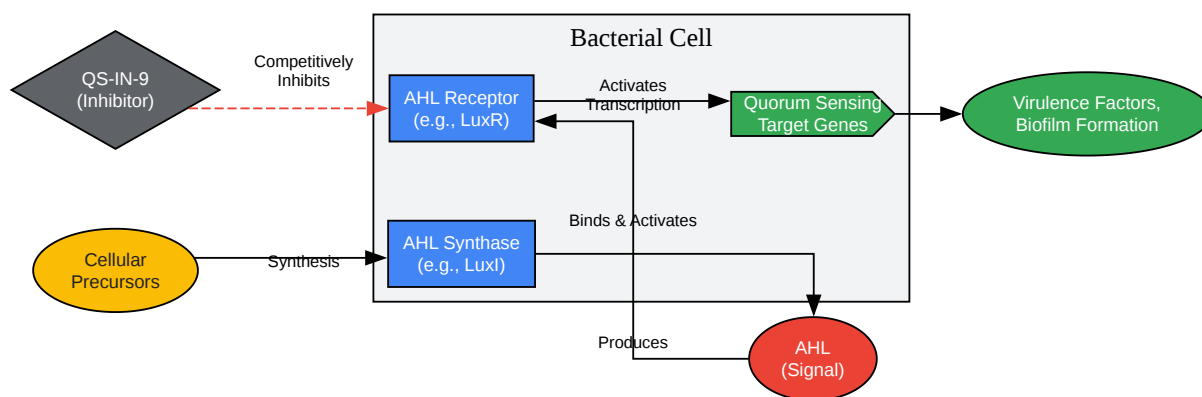 Bacterial Cell
QS-IN-9
(Inhibitor)
Competitively
Inhibits
AHL Receptor
(e.g., LuxR)
Activates
Transcription
Quorum Sensing
Target Genes
Virulence Factors,
Biofilm Formation
Cellular
Precursors
Synthesis
AHL Synthase
(e.g., LuxI)
Binds & Activates
Produces
AHL
(Signal)